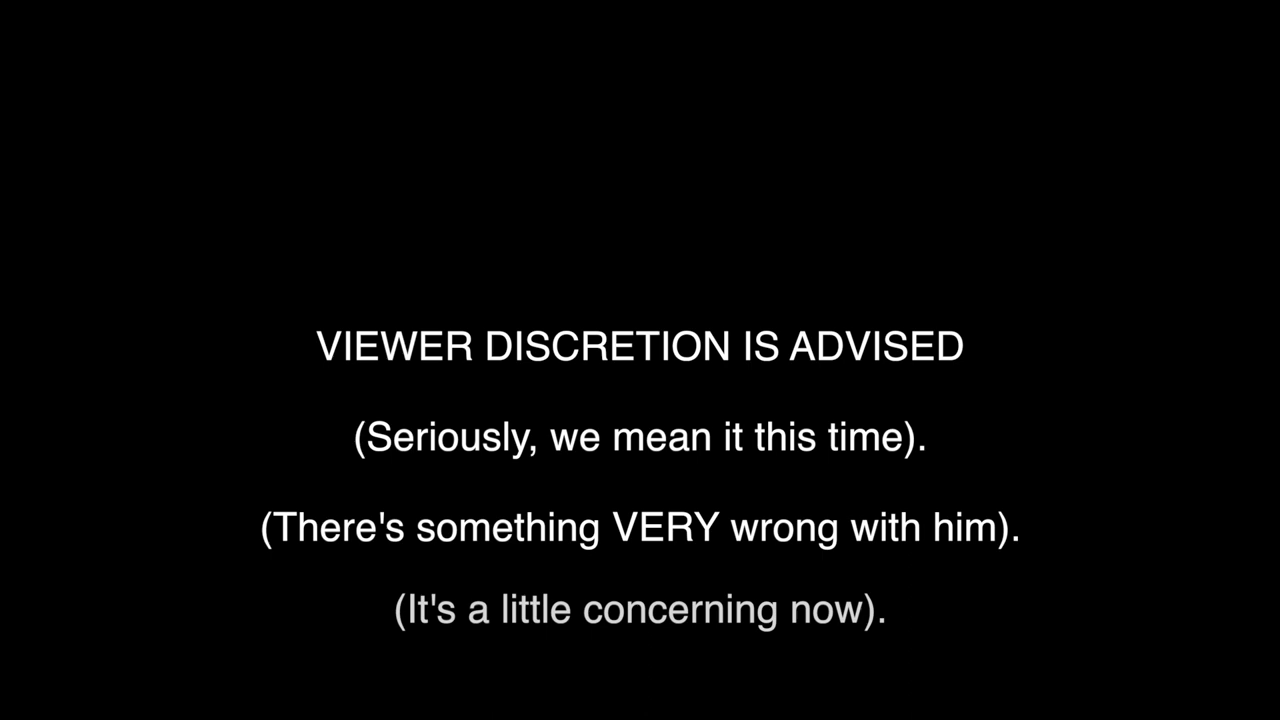 VIEWER DISCRETION IS ADVISED
(Seriously, we mean it this time).
(There's something VERY wrong with him).
(It's a little concerning now).